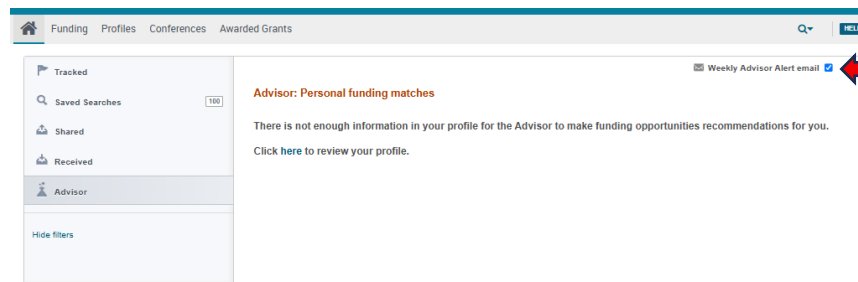 Funding Profiles Conferences Awarded Grants
Tracked
Saved Searches 100
Shared
Received
Advisor
Hide filters
Weekly Advisor Alert email
Advisor: Personal funding matches
There is not enough information in your profile for the Advisor to make funding opportunities recommendations for you.
Click here to review your profile.